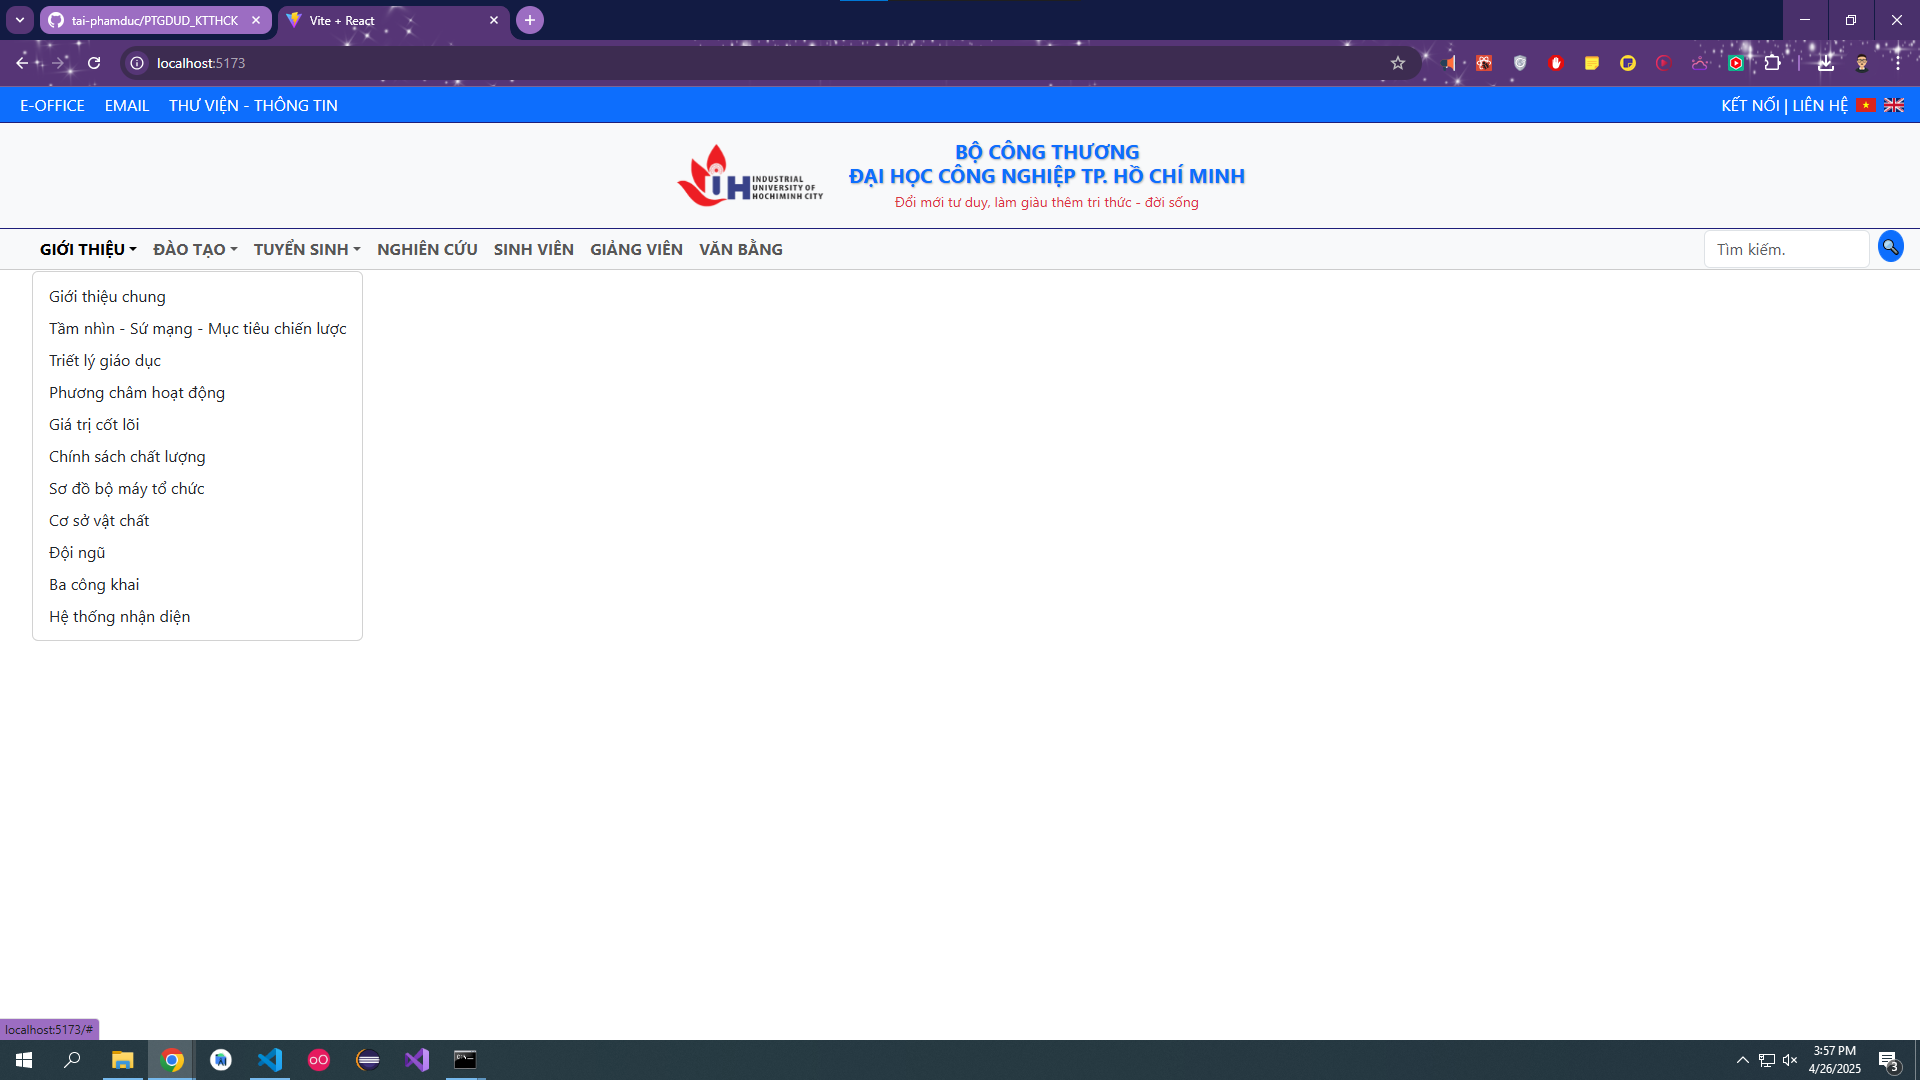 tai-phamduc/PTGDUD_KTTHCK
Vite + React
localhost:5173
E-OFFICE EMAIL THƯ VIỆN - THÔNG TIN
KẾT NỐI | LIÊN HỆ
INDUSTRIAL
UNIVERSITY OF
HOCHIMINH CITY
BỘ CÔNG THƯƠNG
ĐẠI HỌC CÔNG NGHIỆP TP. HỒ CHÍ MINH
Đổi mới tư duy, làm giàu thêm tri thức - đời sống
GIỚI THIỆU ĐÀO TẠO TUYỂN SINH NGHIÊN CỨU SINH VIÊN GIẢNG VIÊN VĂN BẰNG
Tìm kiếm.
Giới thiệu chung
Tầm nhìn - Sứ mạng - Mục tiêu chiến lược
Triết lý giáo dục
Phương châm hoạt động
Giá trị cốt lõi
Chính sách chất lượng
Sơ đồ bộ máy tổ chức
Cơ sở vật chất
Đội ngũ
Ba công khai
Hệ thống nhận diện
localhost:5173/#
3:57 PM
4/26/2025
3